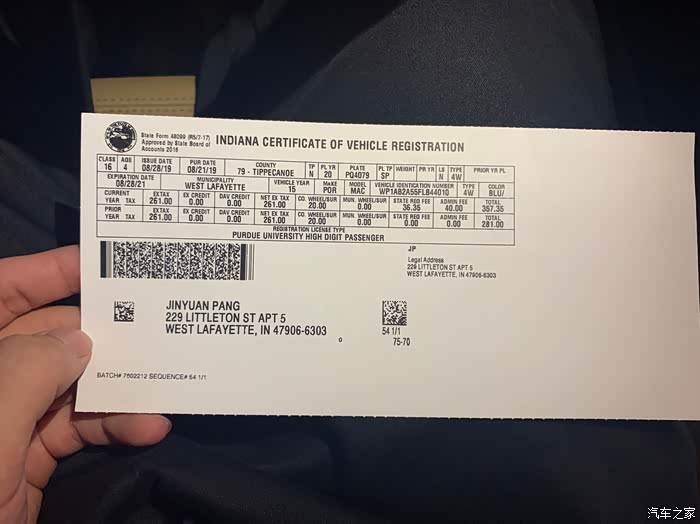 State Form 48099 (R5/7-17)
Approved by State Board of
Accounts 2016
INDIANA CERTIFICATE OF VEHICLE REGISTRATION
CLASS AGE ISSUE DATE PUR DATE COUNTY TP PL YR PLATE PL TP WEIGHT PR YR LS TYPE PRIOR YR PL
16 4 08/28/19 08/21/19 79 - TIPPECANOE N 20 PQ4079 SP N 4W
EXPIRATION DATE MUNICIPALITY VEHICLE YEAR MAKE MODEL VEHICLE IDENTIFICATION NUMBER TYPE COLOR
08/28/21 WEST LAFAYETTE 15 POR MAC WP1AB2A55FLB44010 4W BLU/
CURRENT EXTAX EX CREDIT DAV CREDIT NET EX TAX CO. WHEEL/SUR MUN. WHEEL/SUR STATE REG FEE ADMIN FEE TOTAL
YEAR TAX 261.00 0.00 0.00 261.00 20.00 0.00 36.35 40.00 357.35
PRIOR EXTAX EX CREDIT DAV CREDIT NET EX TAX CO. WHEEL/SUR MUN. WHEEL/SUR STATE REG FEE ADMIN FEE TOTAL
YEAR TAX 261.00 0.00 0.00 261.00 20.00 0.00 0.00 0.00 281.00
REGISTRATION LICENSE TYPE
PURDUE UNIVERSITY HIGH DIGIT PASSENGER
JP
Legal Address
229 LITTLETON ST APT 5
WEST LAFAYETTE, IN 47906-6303
JINYUAN PANG
229 LITTLETON ST APT 5
WEST LAFAYETTE, IN 47906-6303
0
54 1/1
75-70
BATCH# 7602212 SEQUENCE# 54 1/1
汽车之家